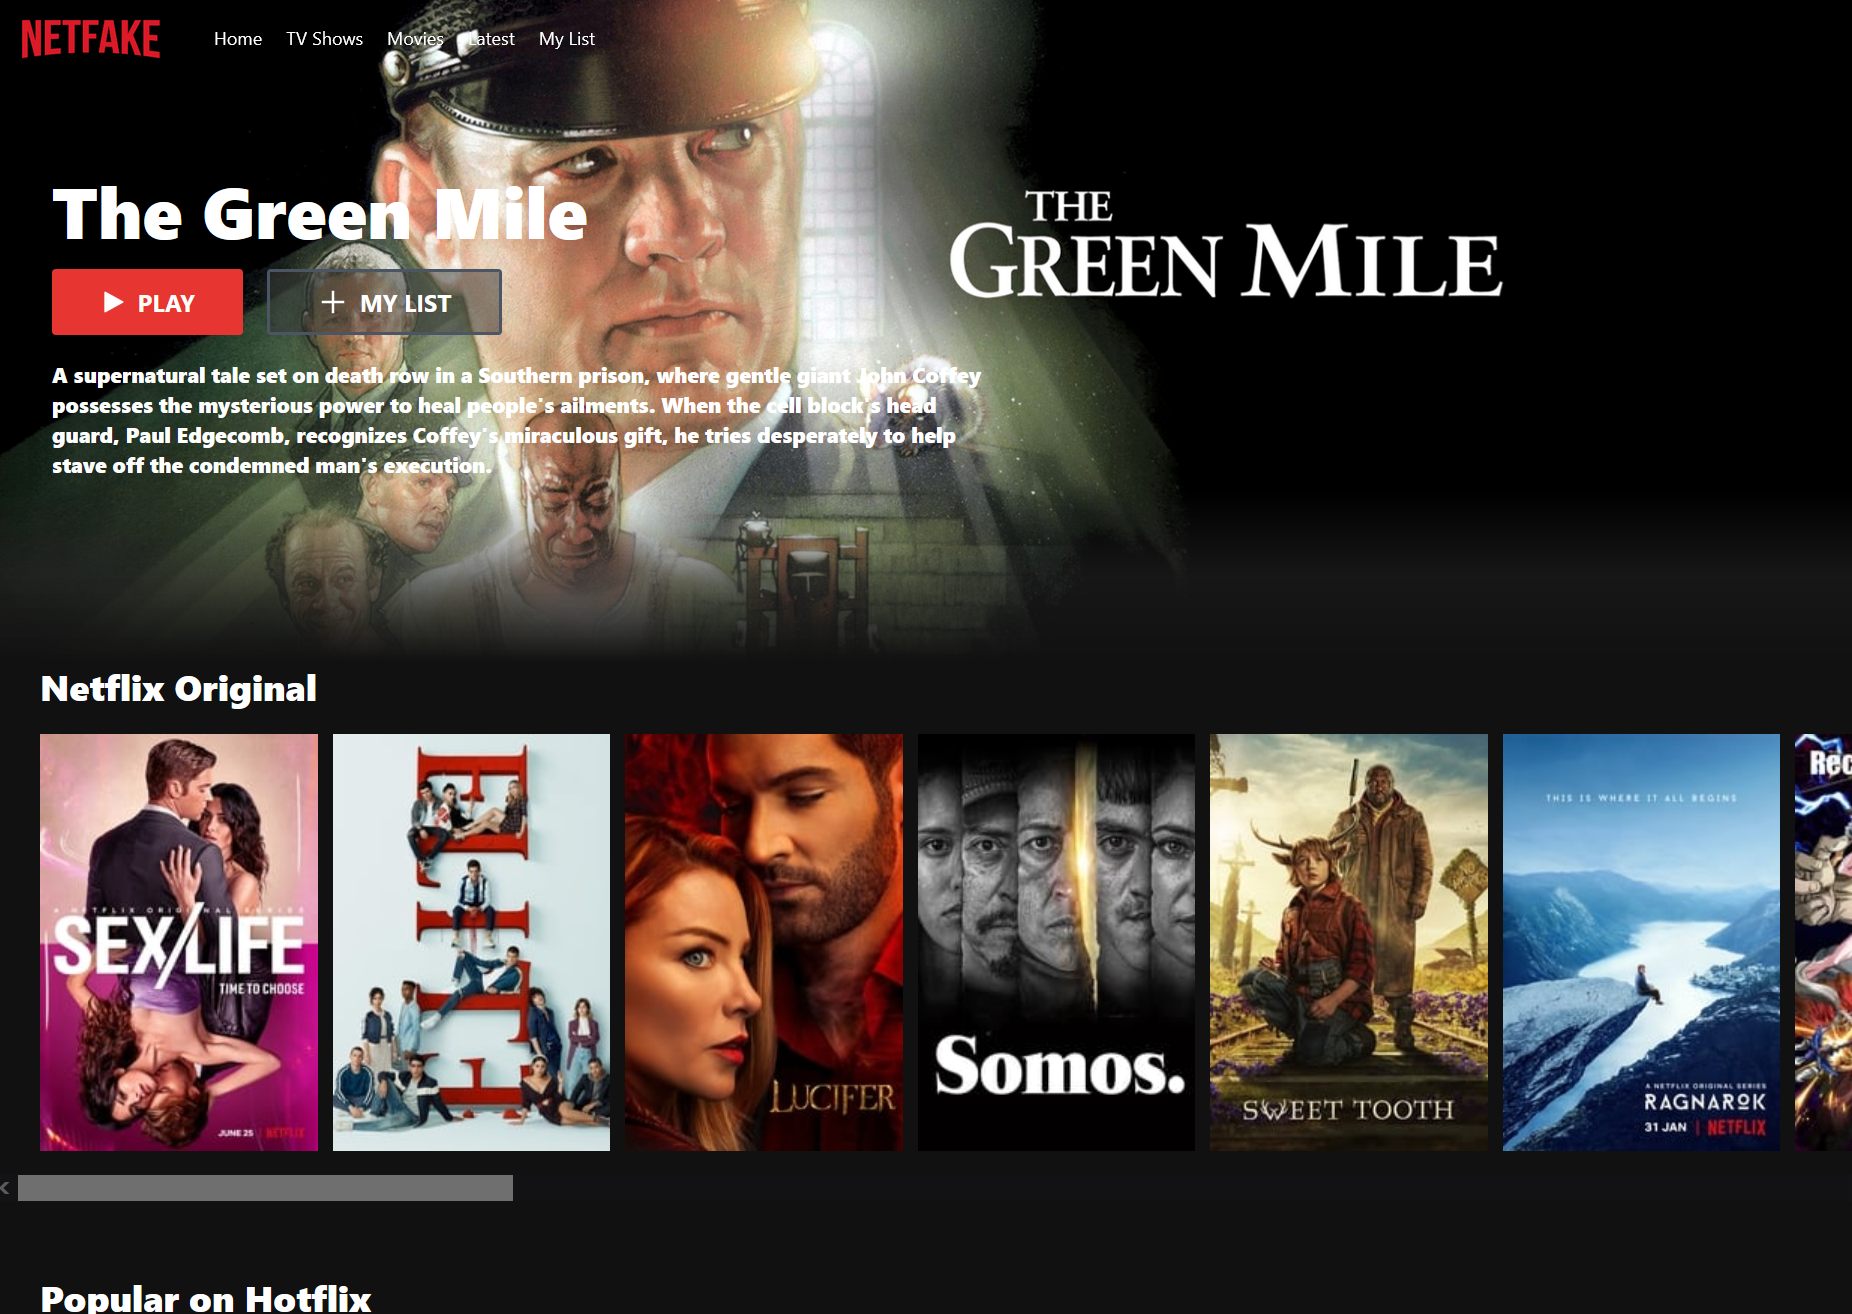 NETFAKE
Home TV Shows Movies Latest My List
The Green Mile
THE
GREEN MILE
PLAY
MY LIST
A supernatural tale set on death row in a Southern prison, where gentle giant John Coffey
possesses the mysterious power to heal people's ailments. When the cell block's head
guard, Paul Edgecomb, recognizes Coffey's miraculous gift, he tries desperately to help
stave off the condemned man's execution.
Netflix Original
A NETFLIX ORIGINAL SERIES
SEX/LIFE
TIME TO CHOOSE
JUNE 25 | NETFLIX
ELITE
LUCIFER
Somos.
SWEET TOOTH
THIS IS WHERE IT ALL BEGINS
A NETFLIX ORIGINAL SERIES
RAGNAROK
31 JAN | NETFLIX
Rec
Popular on Hotflix